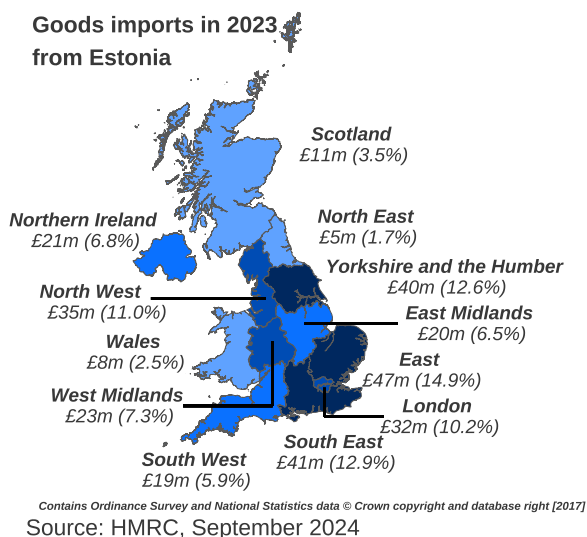 Goods imports in 2023
from Estonia
Scotland
£11m (3.5%)
Northern Ireland
£21m (6.8%)
North East
£5m (1.7%)
Yorkshire and the Humber
£40m (12.6%)
North West
£35m (11.0%)
East Midlands
£20m (6.5%)
Wales
£8m (2.5%)
East
£47m (14.9%)
West Midlands
£23m (7.3%)
London
£32m (10.2%)
South East
£41m (12.9%)
South West
£19m (5.9%)
Contains Ordinance Survey and National Statistics data © Crown copyright and database right [2017]
Source: HMRC, September 2024